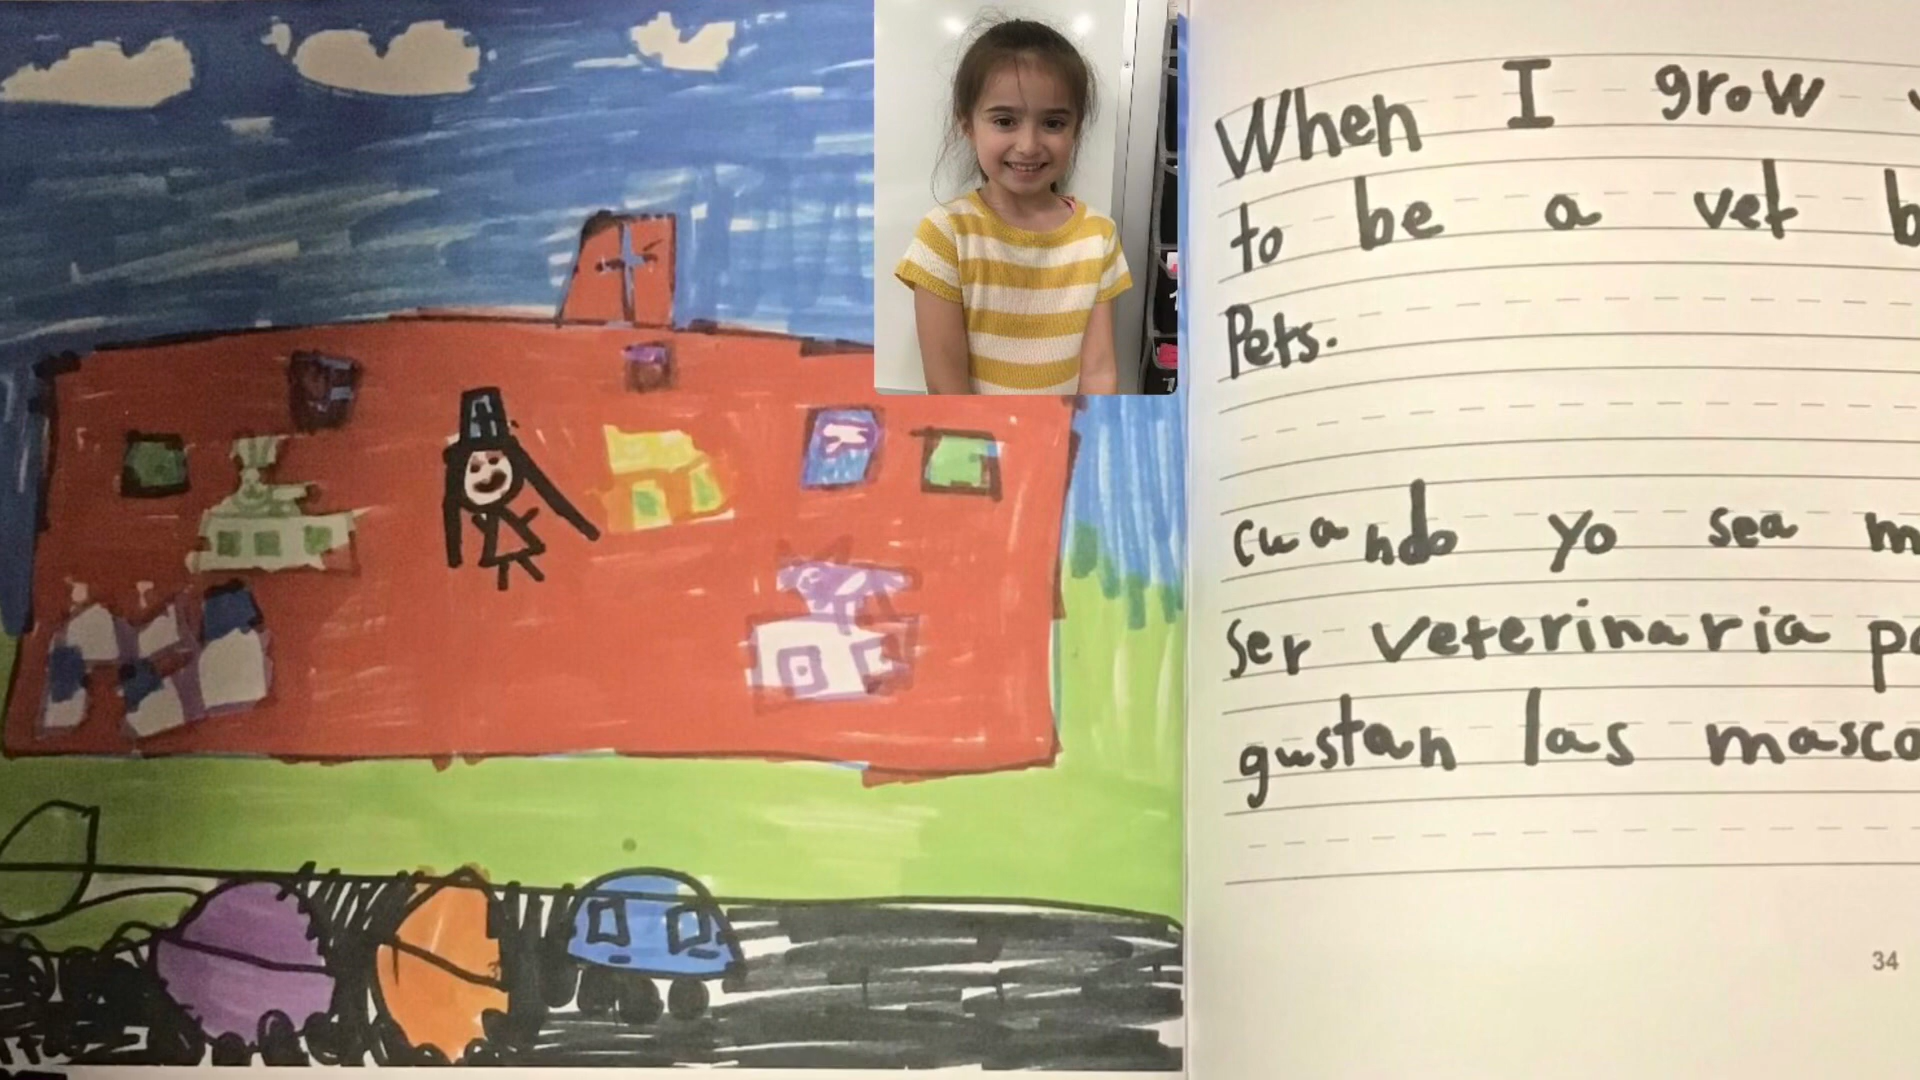 When I grow
to be a vet
Pets.
cuando yo sea
ser veterinaria
gustan las
34